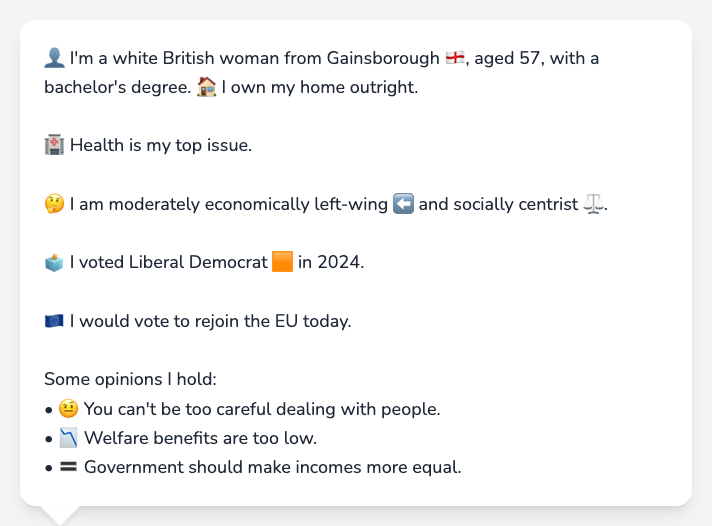 👤 I'm a white British woman from Gainsborough 🏴󠁧󠁢󠁥󠁮󠁧󠁿, aged 57, with a
bachelor's degree. 🏠 I own my home outright.
🏥 Health is my top issue.
🤔 I am moderately economically left-wing ⬅️ and socially centrist ⚖️.
🗳️ I voted Liberal Democrat 🟧 in 2024.
🇪🇺 I would vote to rejoin the EU today.
Some opinions I hold:
• 🤨 You can't be too careful dealing with people.
• 📉 Welfare benefits are too low.
• 🟰 Government should make incomes more equal.